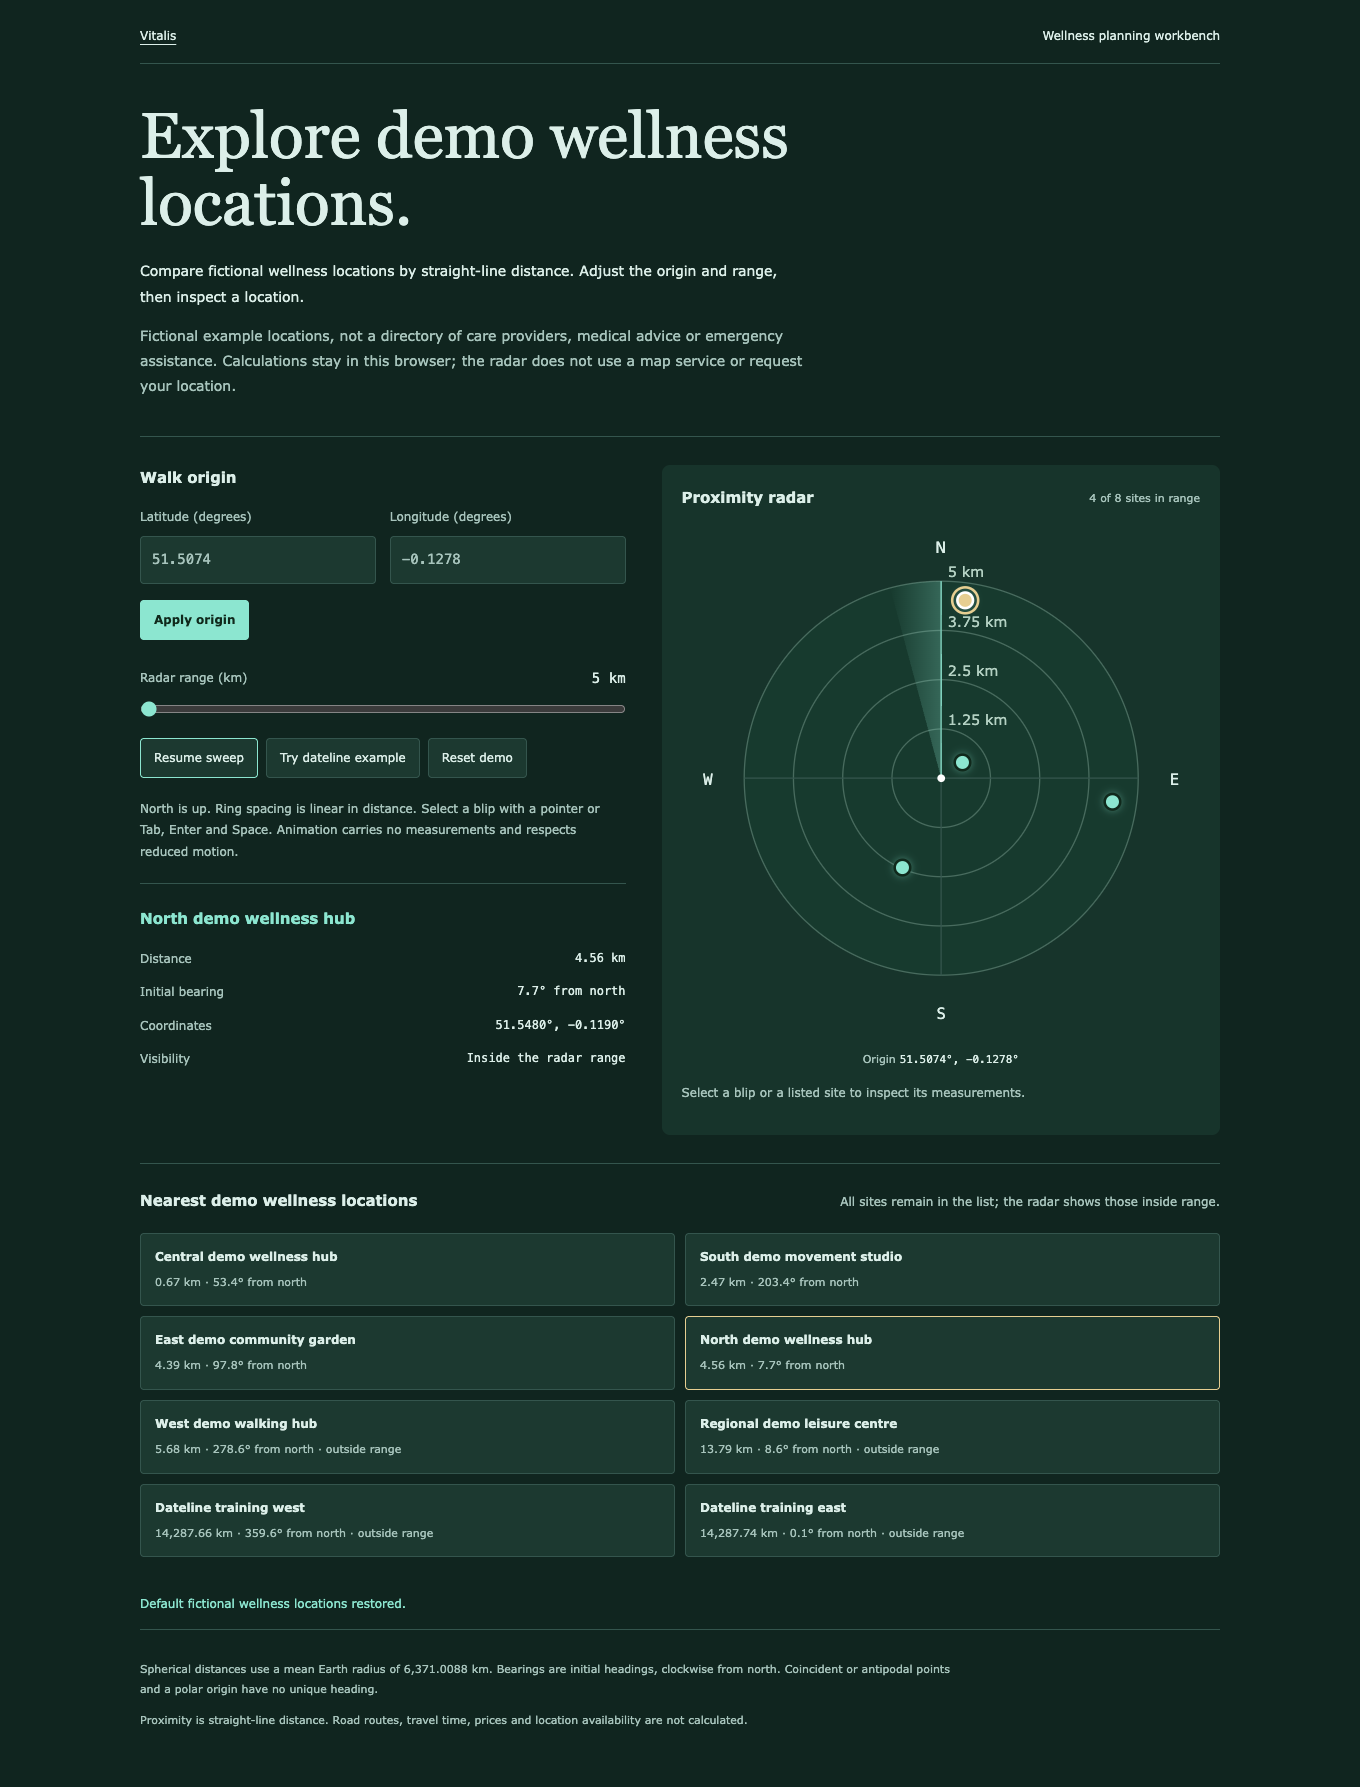 Vitalis
Wellness planning workbench
Explore demo wellness
locations.
Compare fictional wellness locations by straight-line distance. Adjust the origin and range,
then inspect a location.
Fictional example locations, not a directory of care providers, medical advice or emergency
assistance. Calculations stay in this browser; the radar does not use a map service or request
your location.
Walk origin
Latitude (degrees)
Longitude (degrees)
51.5074
−0.1278
Apply origin
Radar range (km)
5 km
Resume sweep
Try dateline example
Reset demo
North is up. Ring spacing is linear in distance. Select a blip with a pointer or
Tab, Enter and Space. Animation carries no measurements and respects
reduced motion.
North demo wellness hub
Distance
4.56 km
Initial bearing
7.7° from north
Coordinates
51.5480°, −0.1190°
Visibility
Inside the radar range
Proximity radar
4 of 8 sites in range
N
5 km
3.75 km
2.5 km
1.25 km
W
E
S
Origin 51.5074°, −0.1278°
Select a blip or a listed site to inspect its measurements.
Nearest demo wellness locations
All sites remain in the list; the radar shows those inside range.
Central demo wellness hub
0.67 km · 53.4° from north
South demo movement studio
2.47 km · 203.4° from north
East demo community garden
4.39 km · 97.8° from north
North demo wellness hub
4.56 km · 7.7° from north
West demo walking hub
5.68 km · 278.6° from north · outside range
Regional demo leisure centre
13.79 km · 8.6° from north · outside range
Dateline training west
14,287.66 km · 359.6° from north · outside range
Dateline training east
14,287.74 km · 0.1° from north · outside range
Default fictional wellness locations restored.
Spherical distances use a mean Earth radius of 6,371.0088 km. Bearings are initial headings, clockwise from north. Coincident or antipodal points
and a polar origin have no unique heading.
Proximity is straight-line distance. Road routes, travel time, prices and location availability are not calculated.